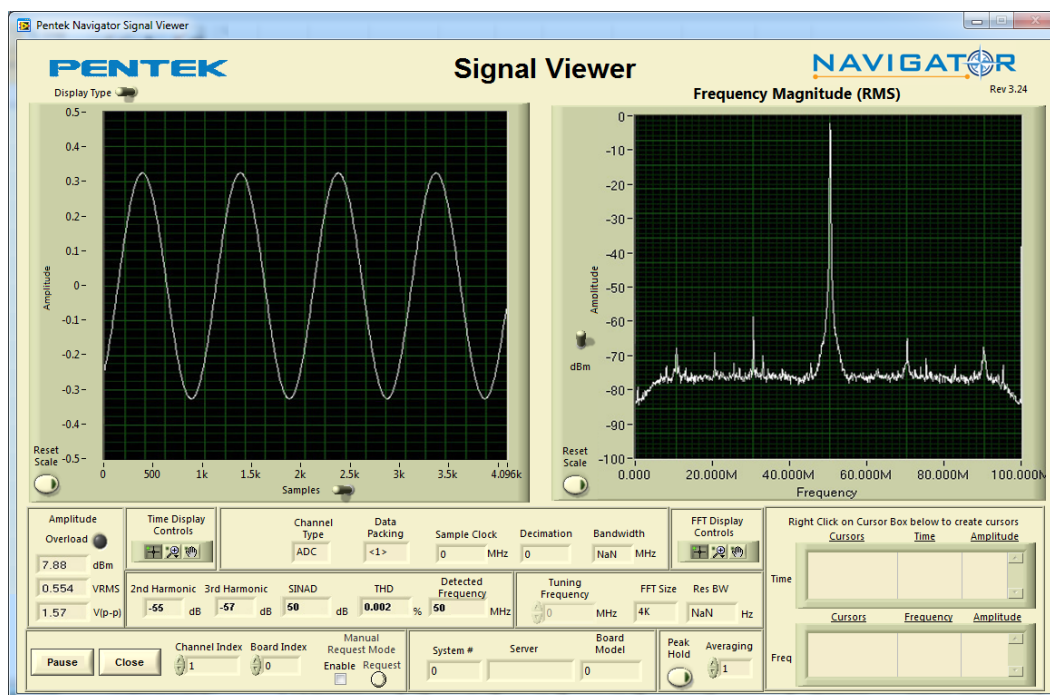 Pentek Navigator Signal Viewer
PENTEK
Signal Viewer
NAVIGATOR
Display Type
Frequency Magnitude (RMS)
Rev 3.24
0.5
0.4
0.3
0.2
0.1
0
-0.1
-0.2
-0.3
-0.4
-0.5
Amplitude
0 500 1k 1.5k 2k 2.5k 3k 3.5k 4.096k
Samples
Reset
Scale
0
-10
-20
-30
-40
-50
-60
-70
-80
-90
-100
Amplitude
dBm
0.000 20.000M 40.000M 60.000M 80.000M 100.000M
Frequency
Reset
Scale
Amplitude
Overload
7.88 dBm
0.554 VRMS
1.57 V(p-p)
Time Display
Controls
Channel
Type
ADC
Data
Packing
<1>
Sample Clock
0 MHz
Decimation
0
Bandwidth
NaN MHz
FFT Display
Controls
2nd Harmonic
-55 dB
3rd Harmonic
-57 dB
SINAD
50 dB
THD
0.002 %
Detected
Frequency
50 MHz
Tuning
Frequency
0 MHz
FFT Size
4K
Res BW
NaN Hz
Pause
Close
Channel Index
1
Board Index
0
Manual
Request Mode
Enable Request
System #
0
Server
Board
Model
0
Peak
Hold
Averaging
1
Right Click on Cursor Box below to create cursors
Cursors Time Amplitude
Time
Cursors Frequency Amplitude
Freq